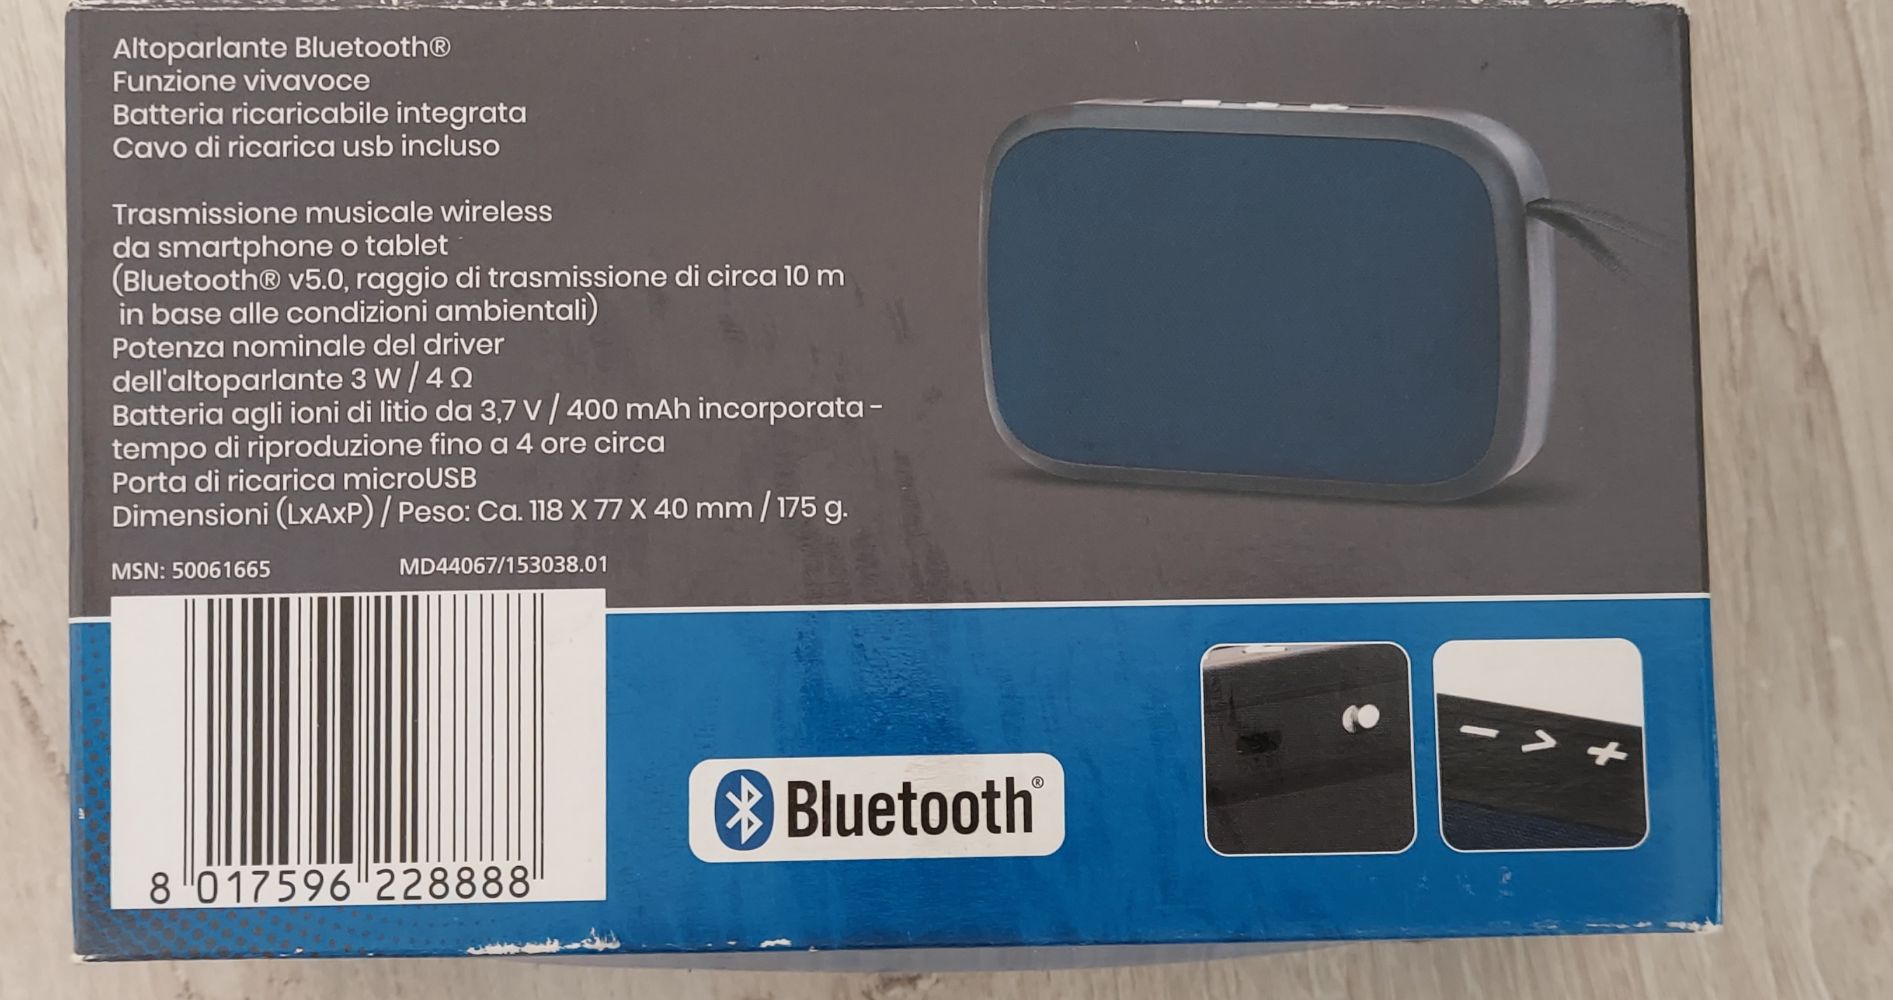 Altoparlante Bluetooth®
Funzione vivavoce
Batteria ricaricabile integrata
Cavo di ricarica usb incluso
Trasmissione musicale wireless
da smartphone o tablet
(Bluetooth® v5.0, raggio di trasmissione di circa 10 m
in base alle condizioni ambientali)
Potenza nominale del driver
dell'altoparlante 3 W / 4 Ω
Batteria agli ioni di litio da 3,7 V / 400 mAh incorporata -
tempo di riproduzione fino a 4 ore circa
Porta di ricarica microUSB
Dimensioni (LxAxP) / Peso: Ca. 118 X 77 X 40 mm / 175 g.
MSN: 50061665 MD44067/153038.01
8 017596 228888
Bluetooth®
- > +